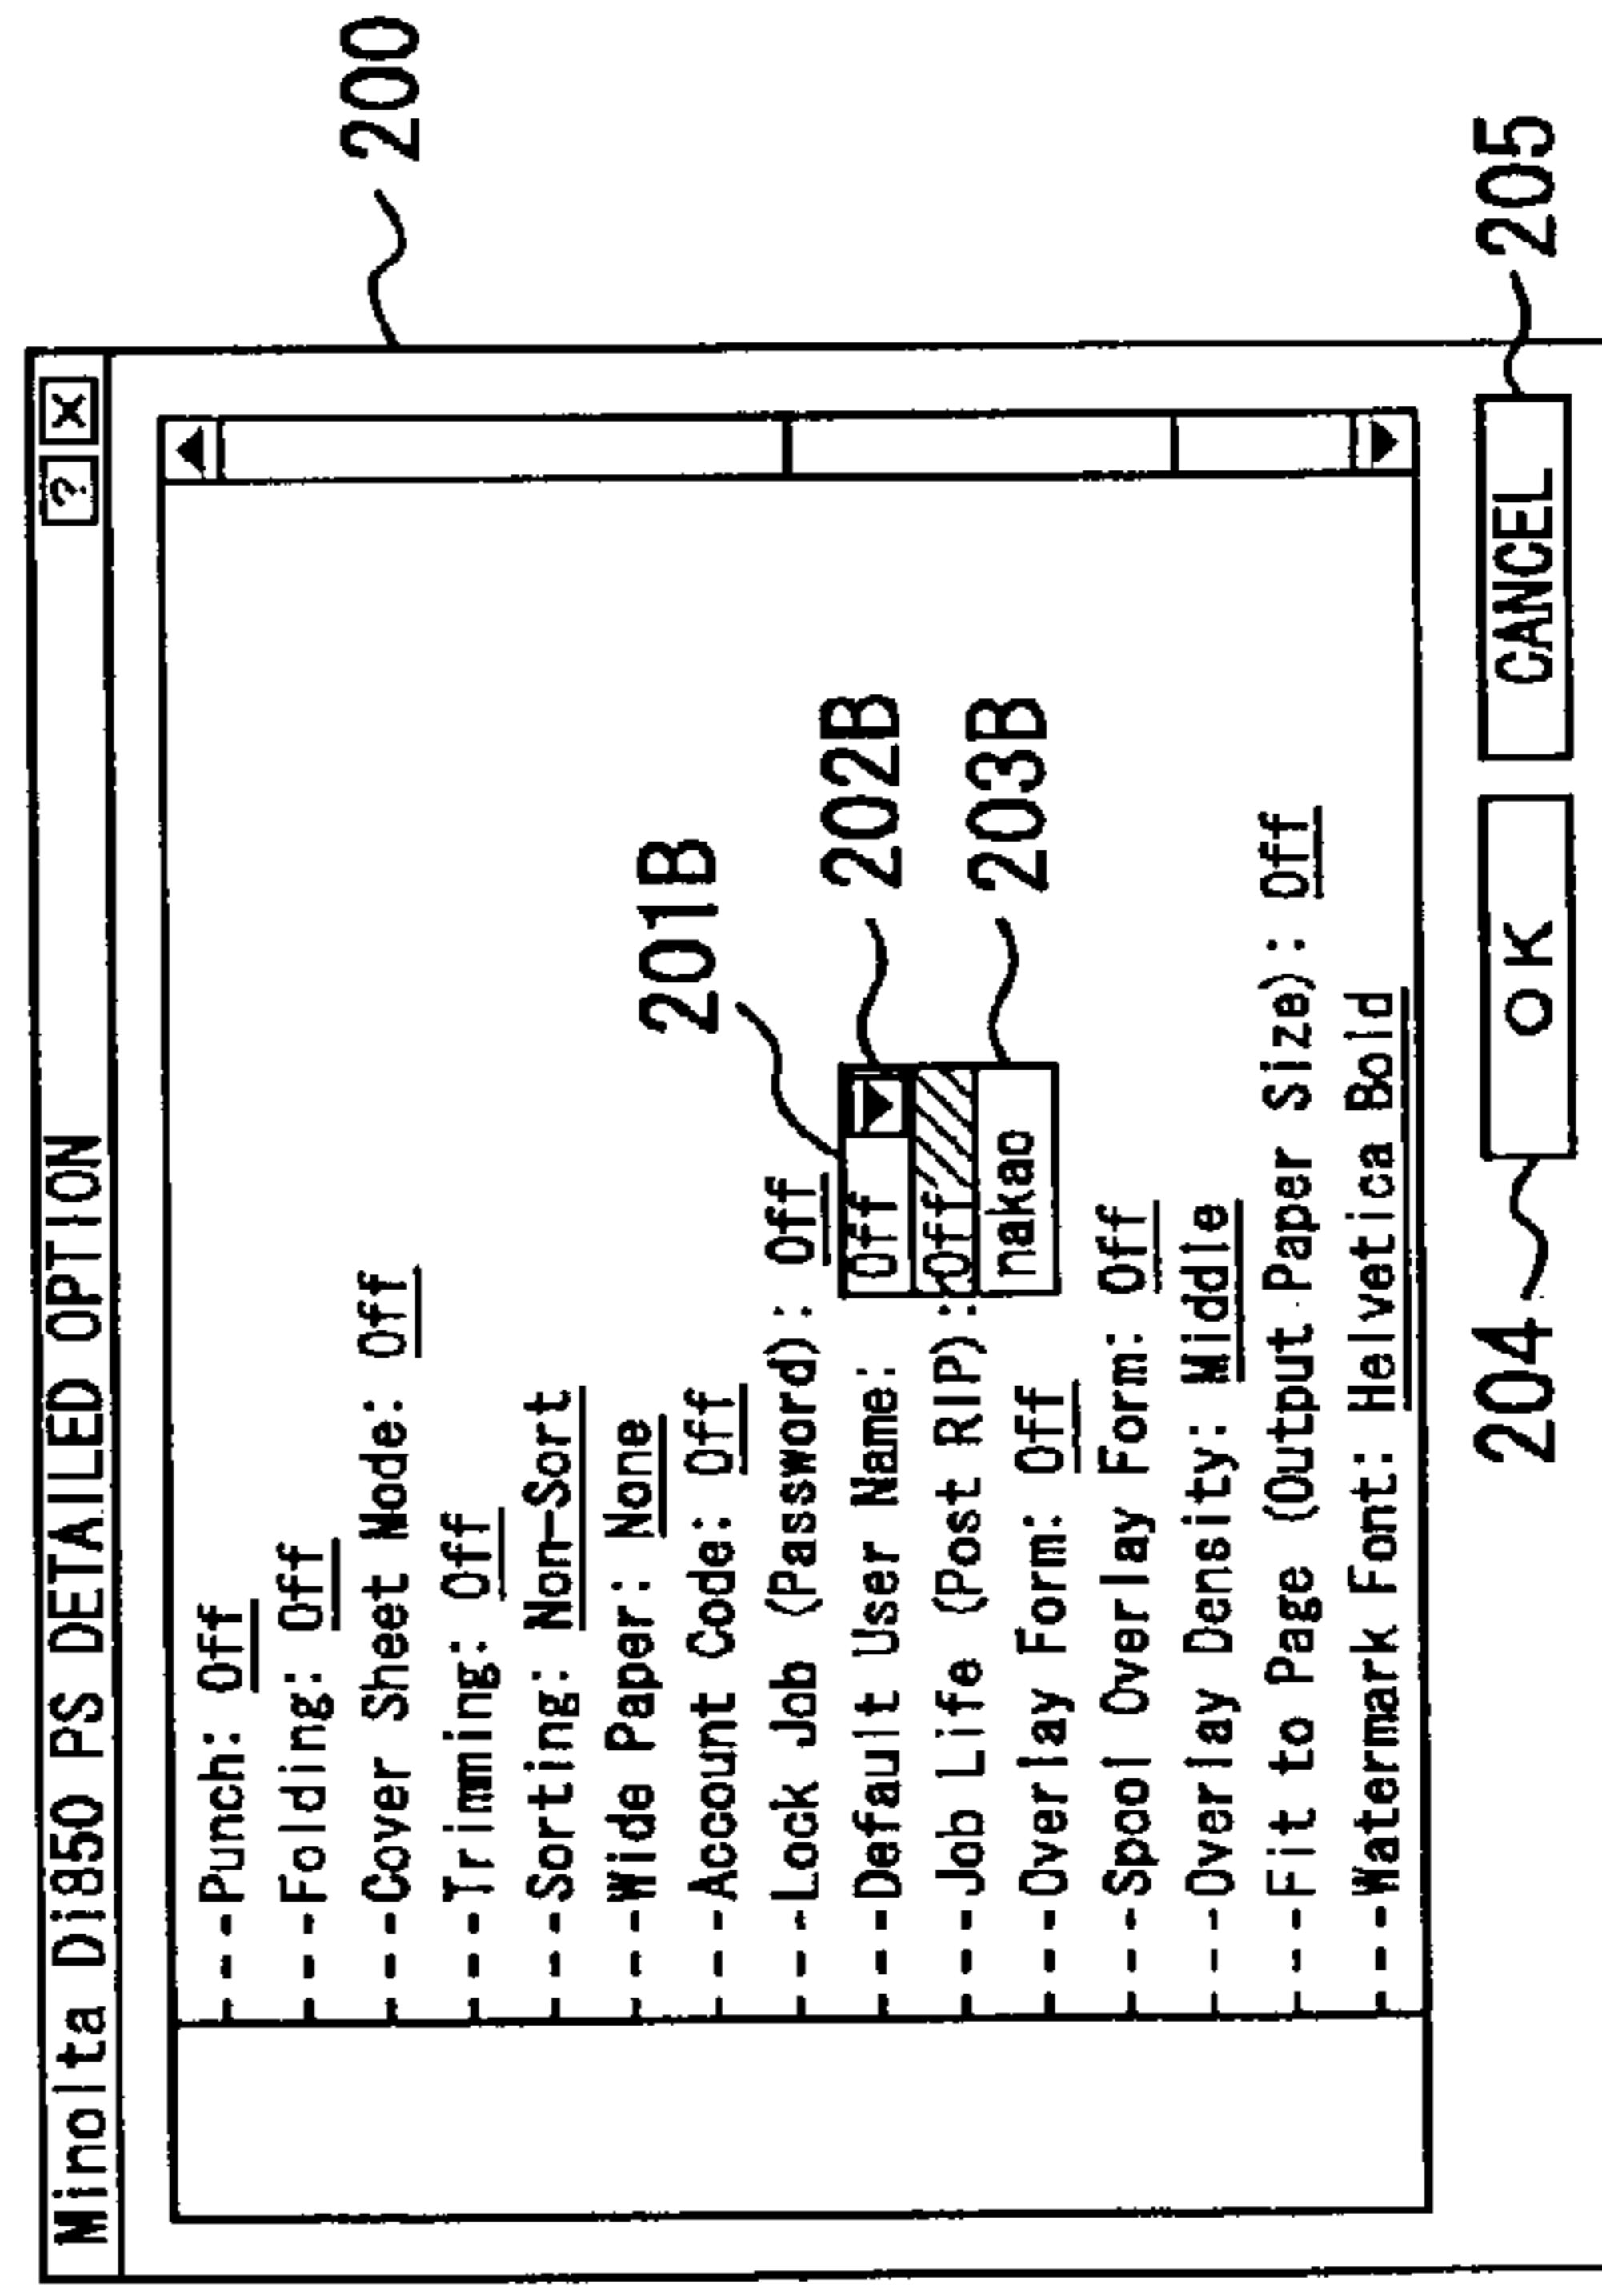 Minolta Di850 PS DETAILED OPTION ? X
200
Punch: Off
Folding: Off
Cover Sheet Mode: Off
Trimming: Off
Sorting: Non-Sort
Wide Paper: None
Account Code: Off
201B
Lock Job (Password): Off
Default User Name: Off
202B
Off
Job Life (Post RIP):
nakao
203B
Overlay Form: Off
Spool Overlay Form: Off
Overlay Density: Middle
Fit to Page (Output Paper Size): Off
Watermark Font: Helvetica Bold
OK CANCEL
204 205